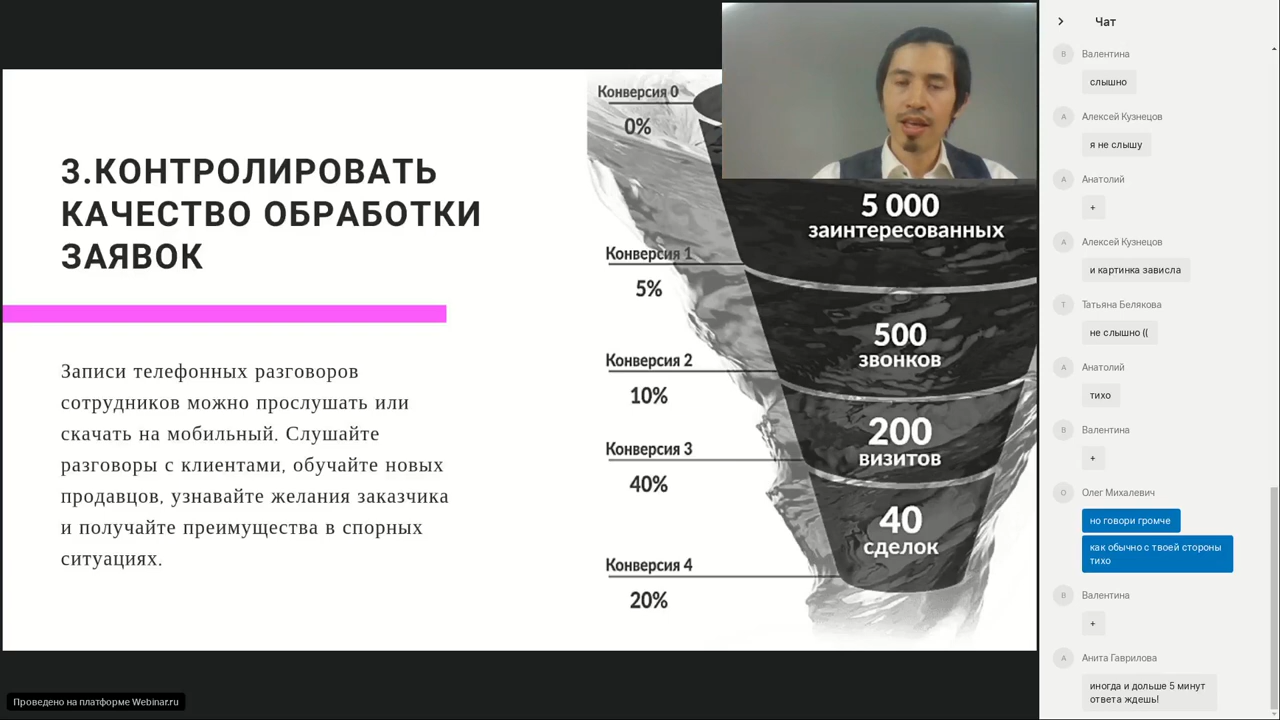 3.КОНТРОЛИРОВАТЬ
КАЧЕСТВО ОБРАБОТКИ
ЗАЯВОК
Записи телефонных разговоров
сотрудников можно прослушать или
скачать на мобильный. Слушайте
разговоры с клиентами, обучайте новых
продавцов, узнавайте желания заказчика
и получайте преимущества в спорных
ситуациях.
Конверсия 0
0%
5 000
заинтересованных
Конверсия 1
5%
500
звонков
Конверсия 2
10%
200
визитов
Конверсия 3
40%
40
сделок
Конверсия 4
20%
Проведено на платформе Webinar.ru
Чат
В
Валентина
слышно
А
Алексей Кузнецов
я не слышу
А
Анатолий
+
А
Алексей Кузнецов
и картинка зависла
Т
Татьяна Белякова
не слышно ((
А
Анатолий
тихо
В
Валентина
+
О
Олег Михалевич
но говори громче
как обычно с твоей стороны
тихо
В
Валентина
+
А
Анита Гаврилова
иногда и дольше 5 минут
ответа ждешь!